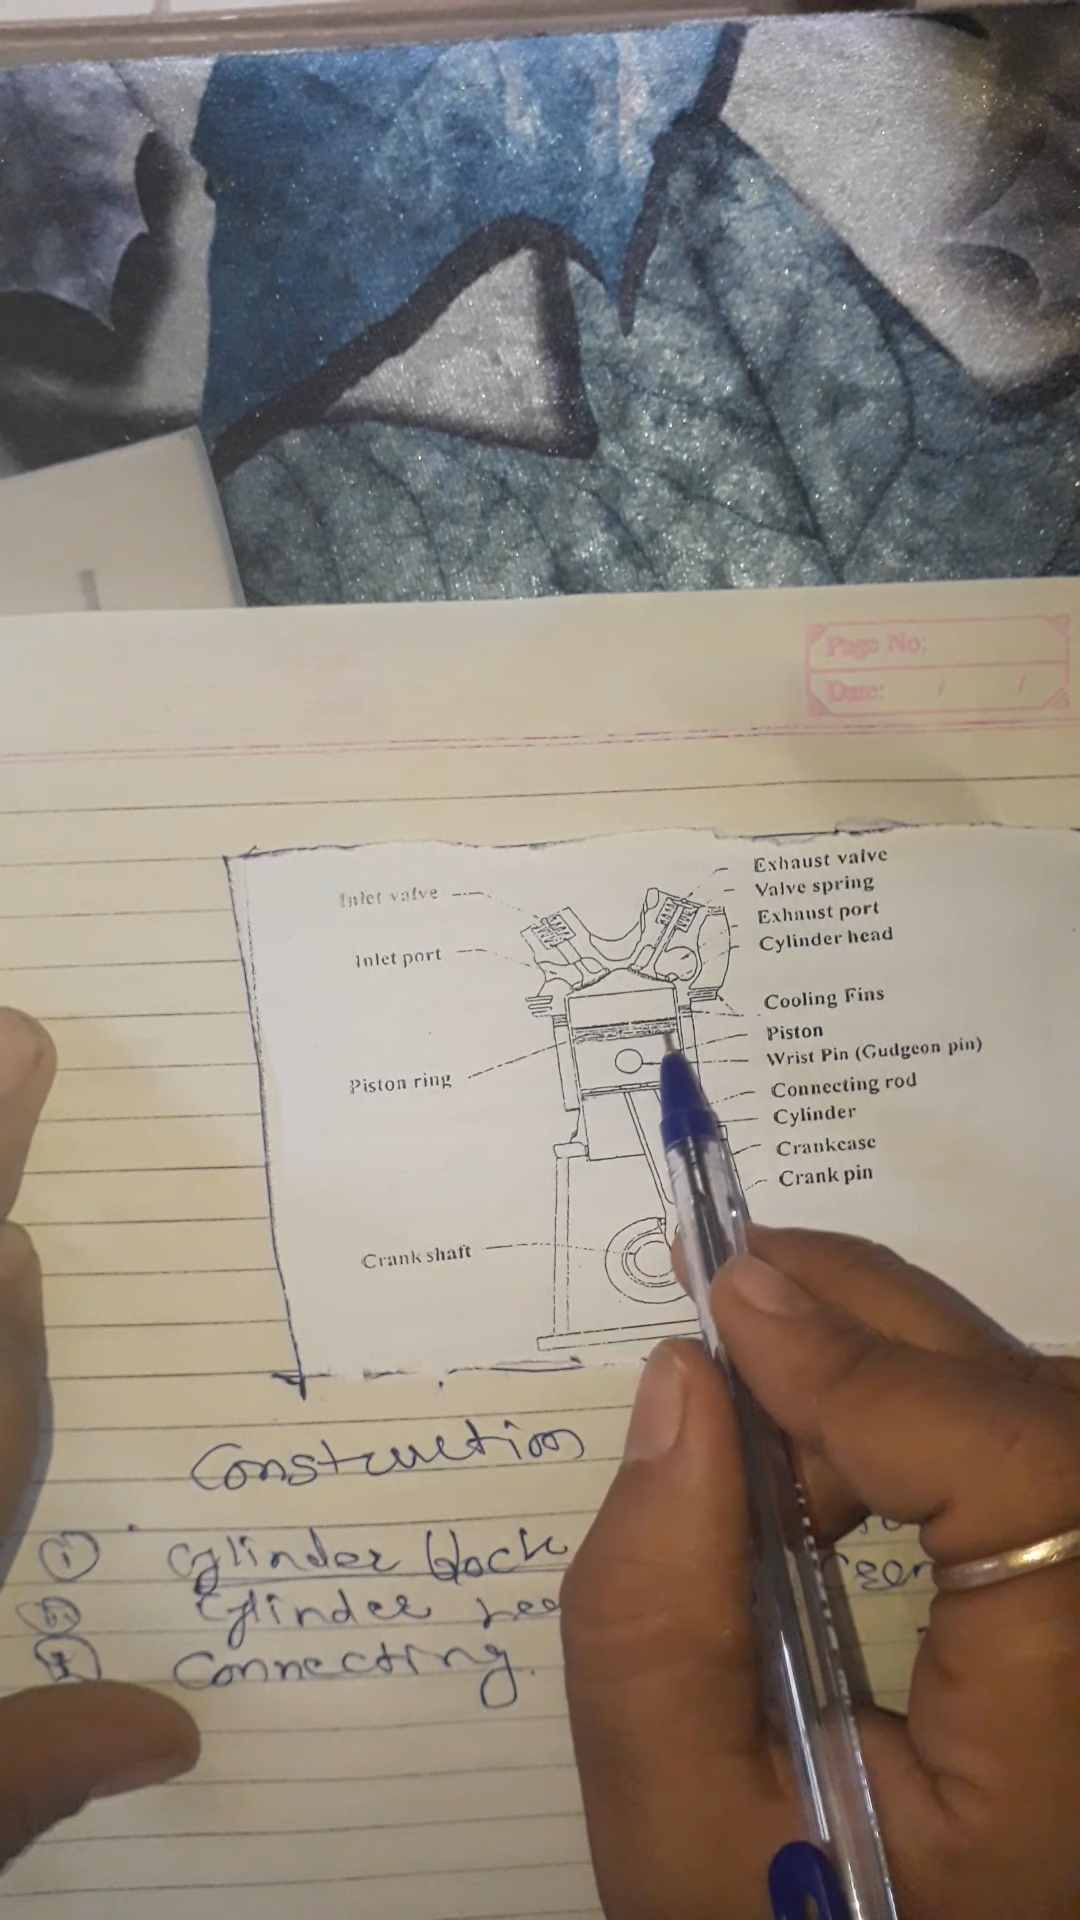 Page No:
Date: / /
Inlet valve
Inlet port
Piston ring
Crank shaft
Exhaust valve
Valve spring
Exhaust port
Cylinder head
Cooling Fins
Piston
Wrist Pin (Gudgeon pin)
Connecting rod
Cylinder
Crankcase
Crank pin
Construction
Cylinder block
Cylinder
Connecting.